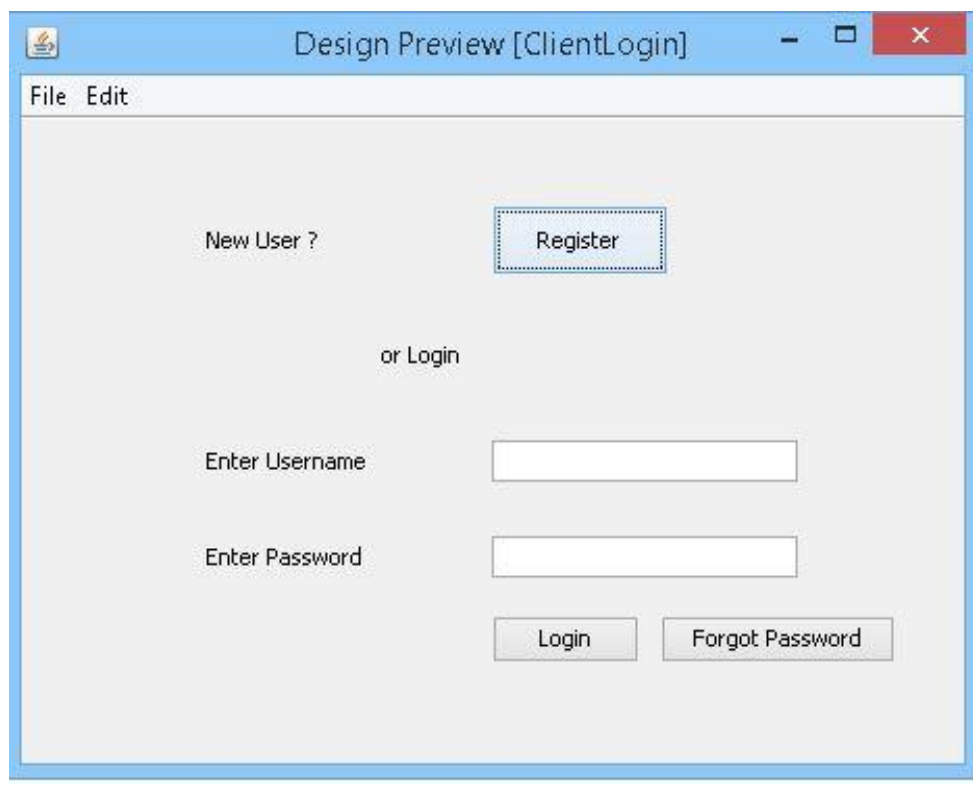 Design Preview [ClientLogin]
File Edit
New User ?
Register
or Login
Enter Username
Enter Password
Login
Forgot Password